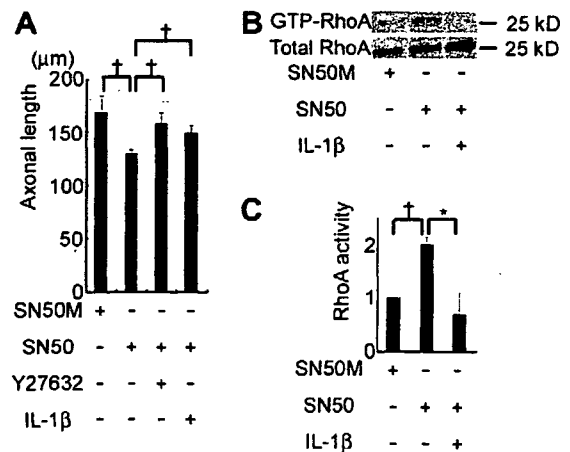 A
(μm)
200
150
100
50
0
Axonal length
† †
†
SN50M + - - -
SN50 - + + +
Y27632 - - + -
IL-1β - - - +
B
GTP-RhoA — 25 kD
Total RhoA — 25 kD
SN50M + - -
SN50 - + +
IL-1β - - +
C
† *
2
1
0
RhoA activity
SN50M + - -
SN50 - + +
IL-1β - - +